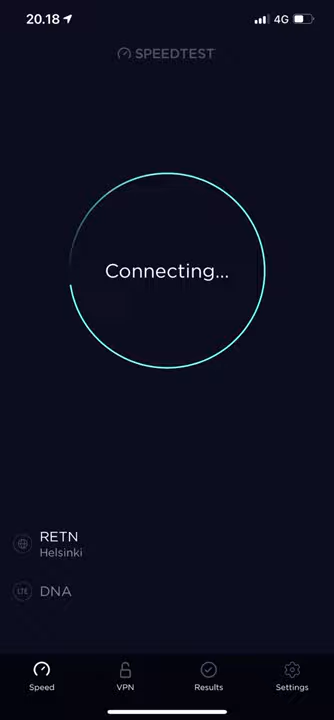 20.18
4G
SPEEDTEST
Connecting...
RETN
Helsinki
LTE
DNA
Speed
VPN
Results
Settings